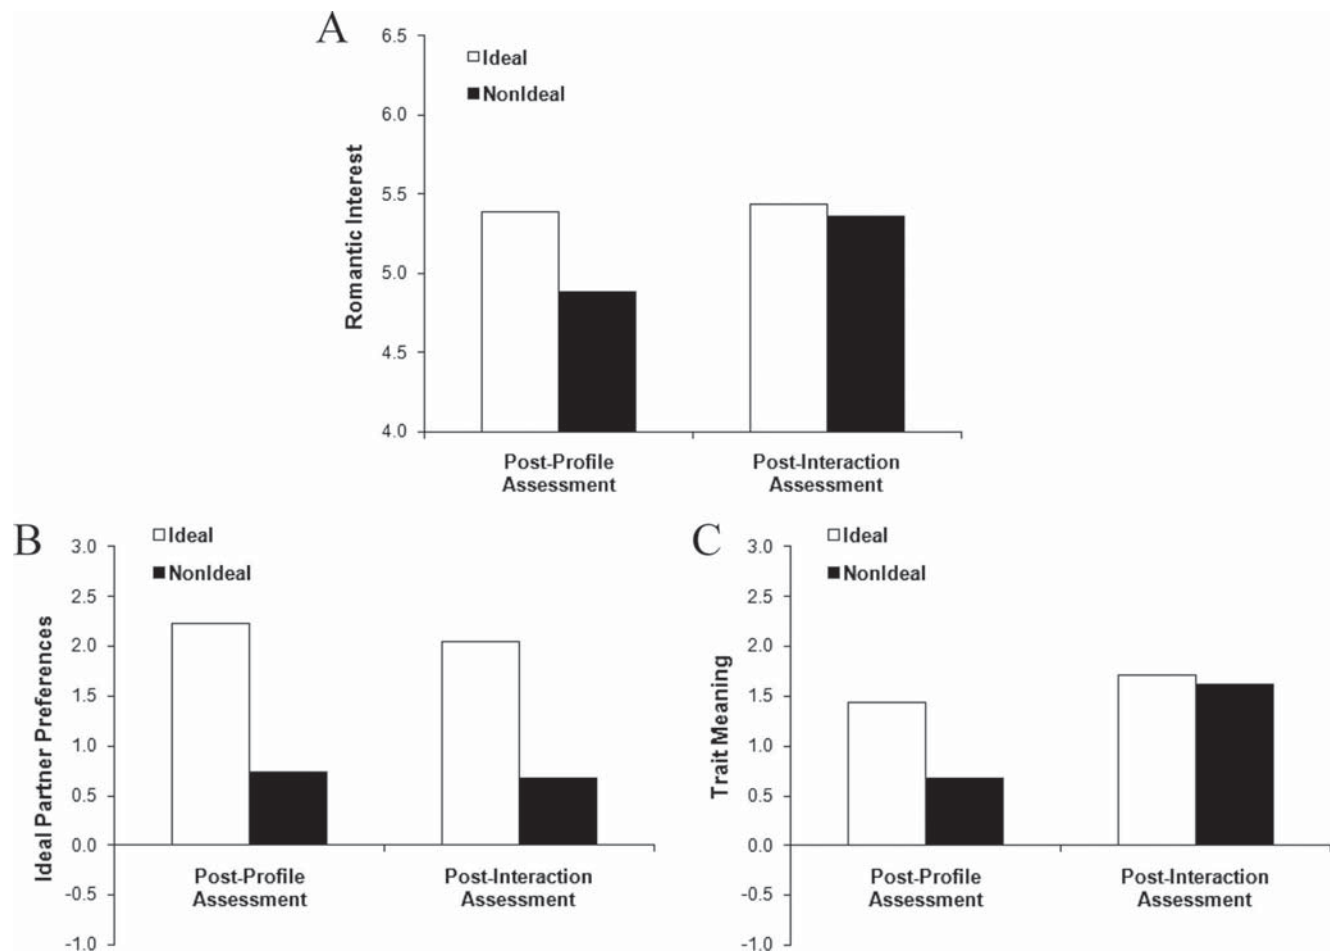 A
6.5
Ideal
NonIdeal
6.0
5.5
5.0
4.5
4.0
Romantic Interest
Post-Profile
Assessment
Post-Interaction
Assessment
B
Ideal
NonIdeal
3.0
2.5
2.0
1.5
1.0
0.5
0.0
-0.5
-1.0
Ideal Partner Preferences
Post-Profile
Assessment
Post-Interaction
Assessment
C
Ideal
NonIdeal
3.0
2.5
2.0
1.5
1.0
0.5
0.0
-0.5
-1.0
Trait Meaning
Post-Profile
Assessment
Post-Interaction
Assessment